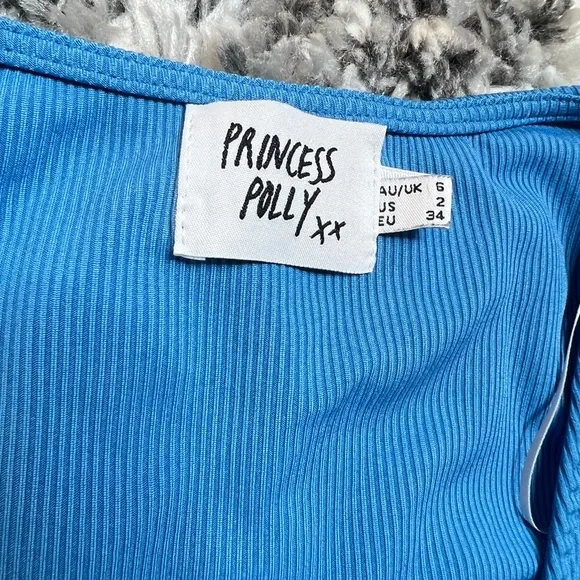 PRINCESS
POLLY xx
AU/UK 6
US 2
EU 34